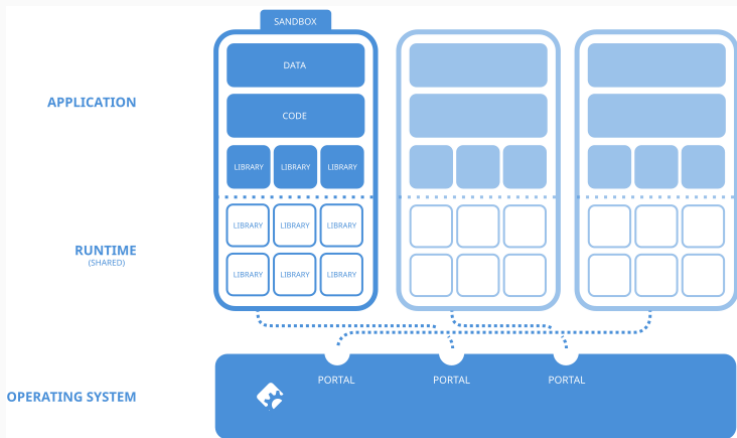 SANDBOX
DATA
APPLICATION
CODE
LIBRARY LIBRARY LIBRARY
LIBRARY LIBRARY LIBRARY
RUNTIME
(SHARED)
LIBRARY LIBRARY LIBRARY
PORTAL PORTAL PORTAL
OPERATING SYSTEM